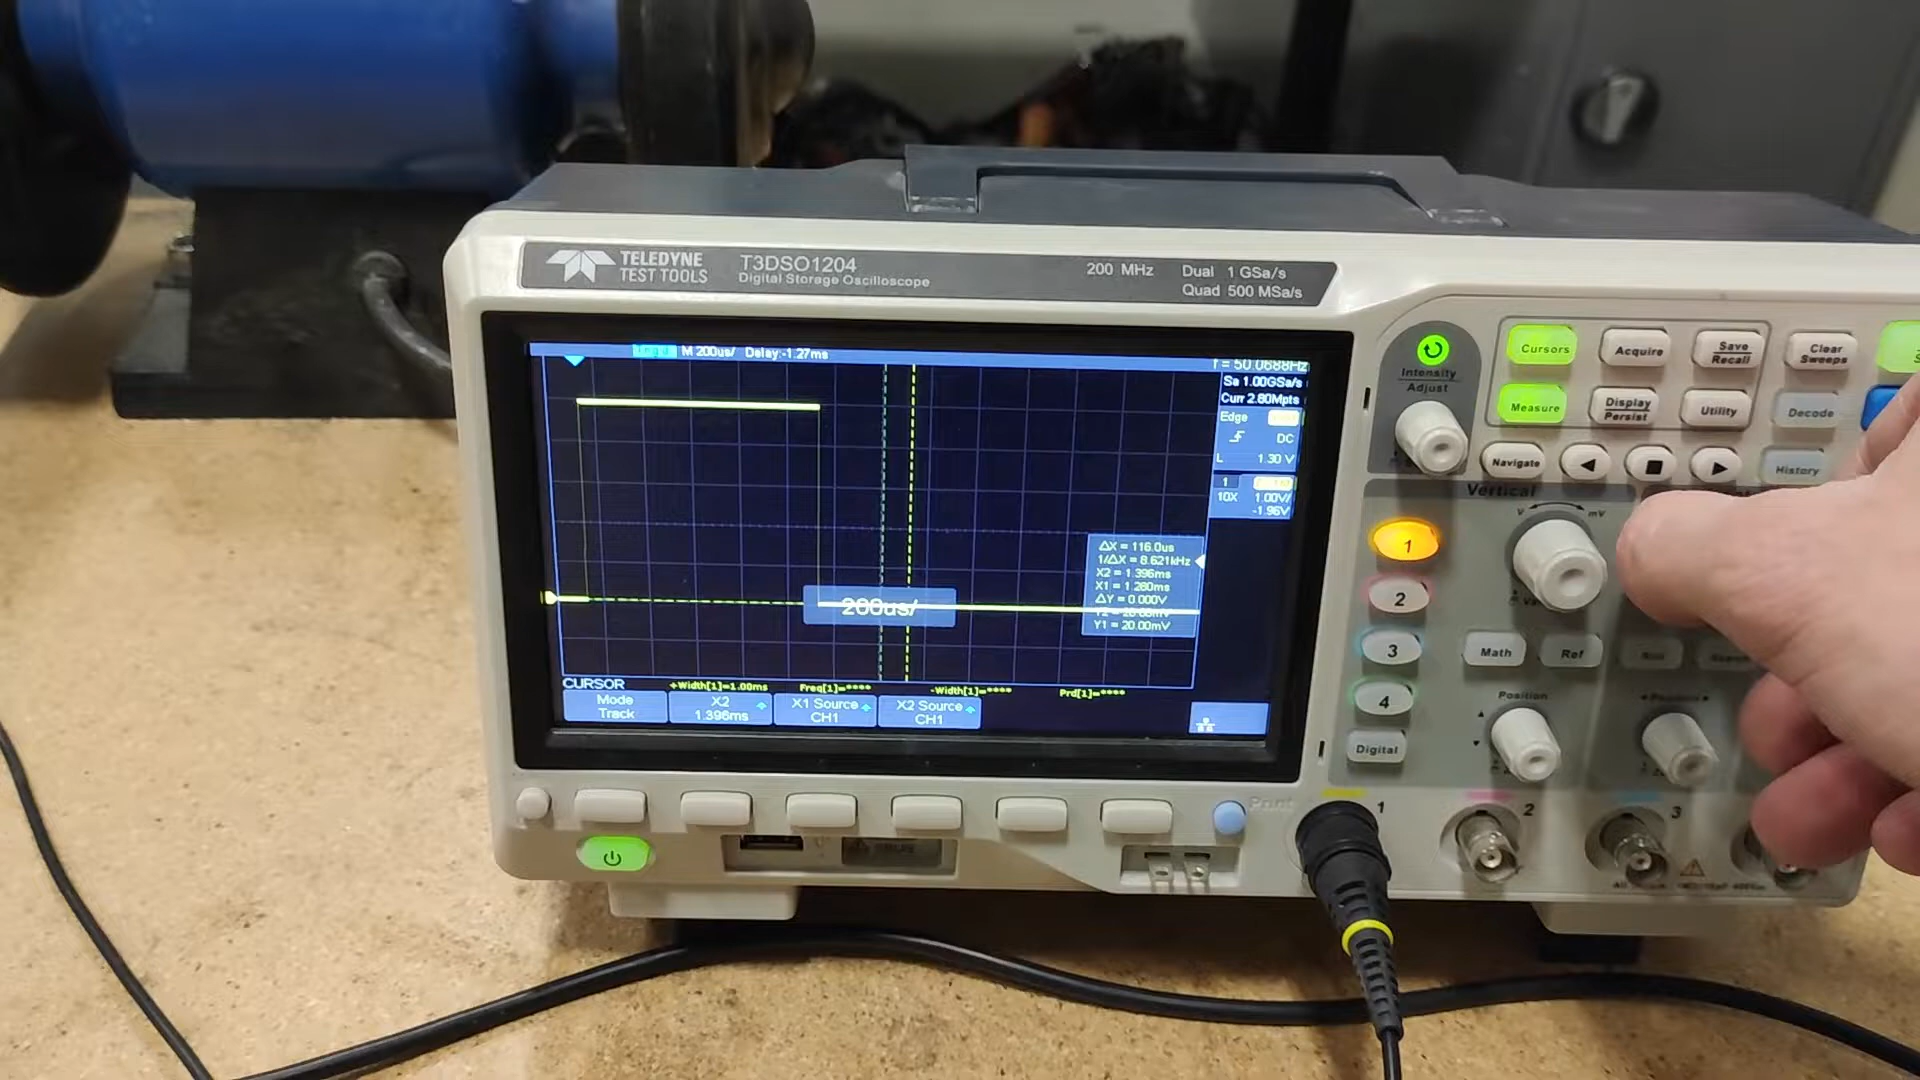 TELEDYNE
TEST TOOLS
T3DSO1204
Digital Storage Oscilloscope
200 MHz
Dual 1 GSa/s
Quad 500 MSa/s
M 200us/ Delay:-1.27ms
f = 50.0688Hz
Sa 1.00GSa/s
Curr 2.80Mpts
Edge
DC
L 1.30 V
1
10X 1.00V/
-1.96V
ΔX = 116.0us
1/ΔX = 8.621kHz
X2 = 1.396ms
X1 = 1.280ms
ΔY = 0.000V
Y1 = 20.00mV
200us/
CURSOR
+Width[1]=1.00ms Freq[1]=**** -Width[1]=**** Prd[1]=****
Mode
Track
X2
1.396ms
X1 Source
CH1
X2 Source
CH1
Intensity
Adjust
Cursors
Acquire
Save
Recall
Clear
Sweeps
Measure
Display
Persist
Utility
Decode
Navigate
History
Vertical
V mV
1
2
3
4
Math
Ref
Position
Position
Digital
Print
1
2
3